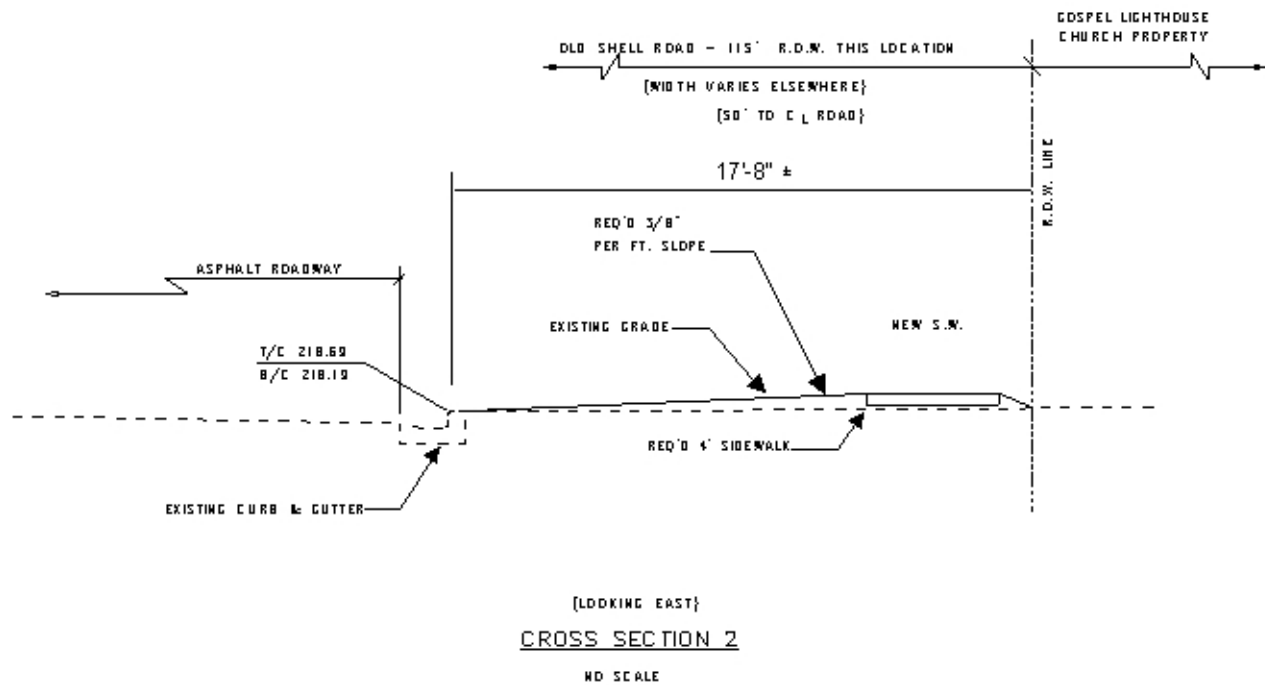 GOSPEL LIGHTHOUSE
CHURCH PROPERTY
OLD SHELL ROAD - 115' R.O.W. THIS LOCATION
(WIDTH VARIES ELSEWHERE)
(50' TO C L ROAD)
R.O.W. LINE
17'-8" ±
REQ'D 3/8"
PER FT. SLOPE
ASPHALT ROADWAY
EXISTING GRADE
NEW S.W.
T/C 218.69
B/C 218.19
REQ'D 4' SIDEWALK
EXISTING CURB & GUTTER
(LOOKING EAST)
CROSS SECTION 2
NO SCALE